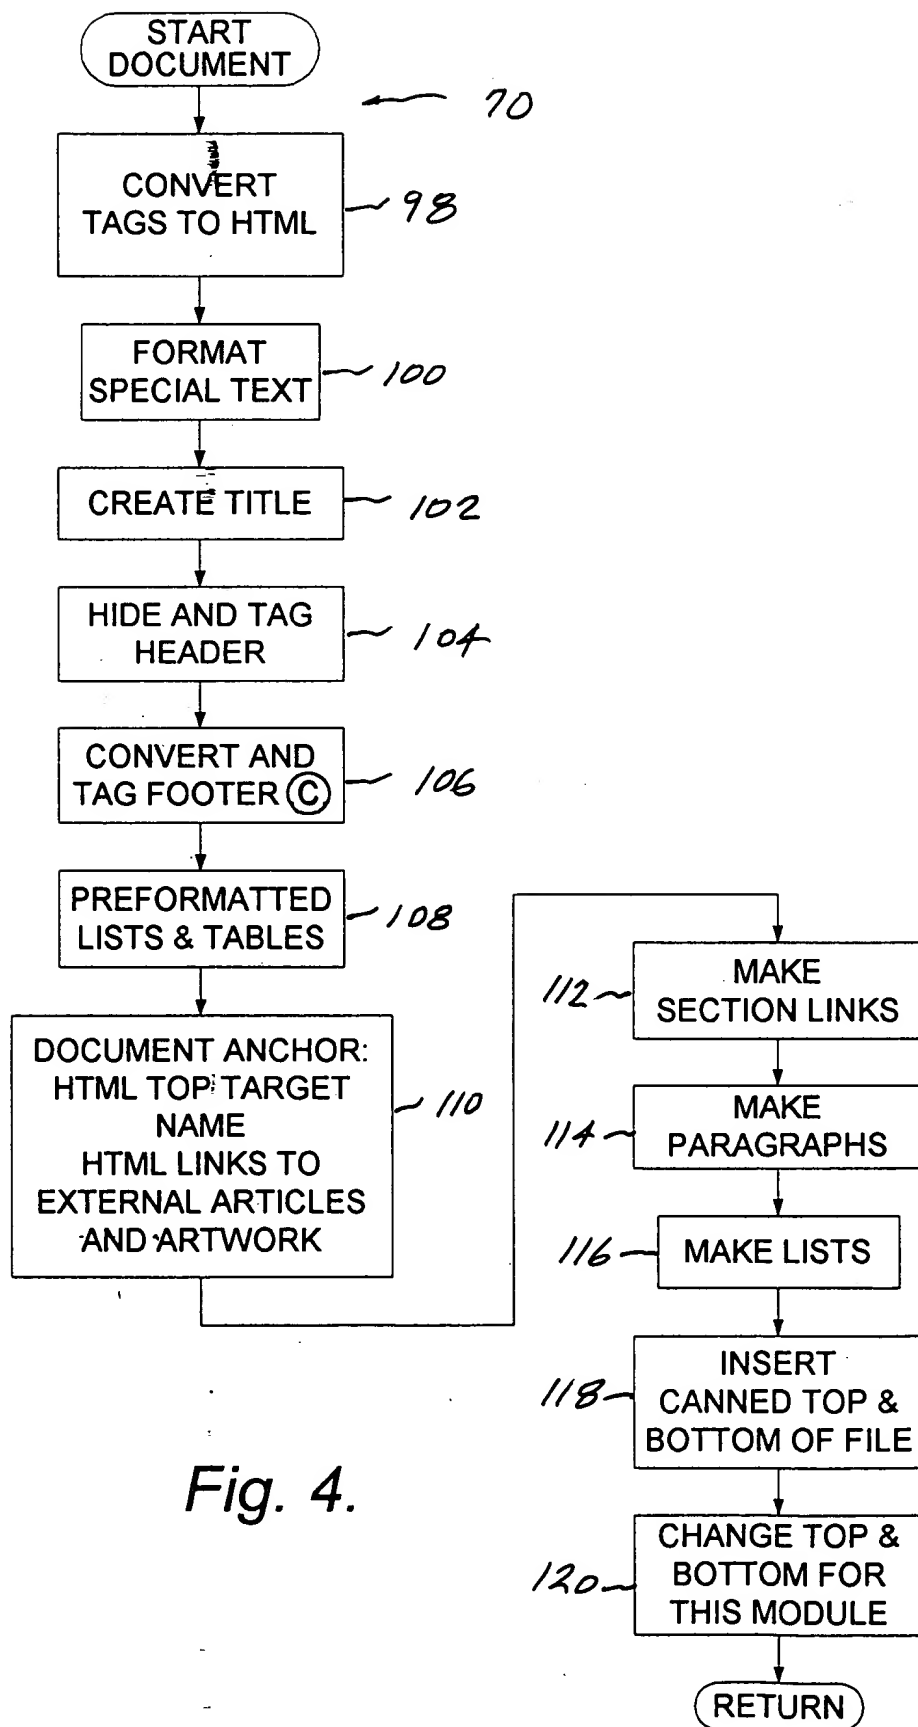 START
DOCUMENT
70
CONVERT
TAGS TO HTML
98
FORMAT
SPECIAL TEXT
100
CREATE TITLE
102
HIDE AND TAG
HEADER
104
CONVERT AND
TAG FOOTER ©
106
PREFORMATTED
LISTS & TABLES
108
DOCUMENT ANCHOR:
HTML TOP TARGET
NAME
HTML LINKS TO
EXTERNAL ARTICLES
AND ARTWORK
110
MAKE
SECTION LINKS
112
MAKE
PARAGRAPHS
114
MAKE LISTS
116
INSERT
CANNED TOP &
BOTTOM OF FILE
118
CHANGE TOP &
BOTTOM FOR
THIS MODULE
120
RETURN
Fig. 4.